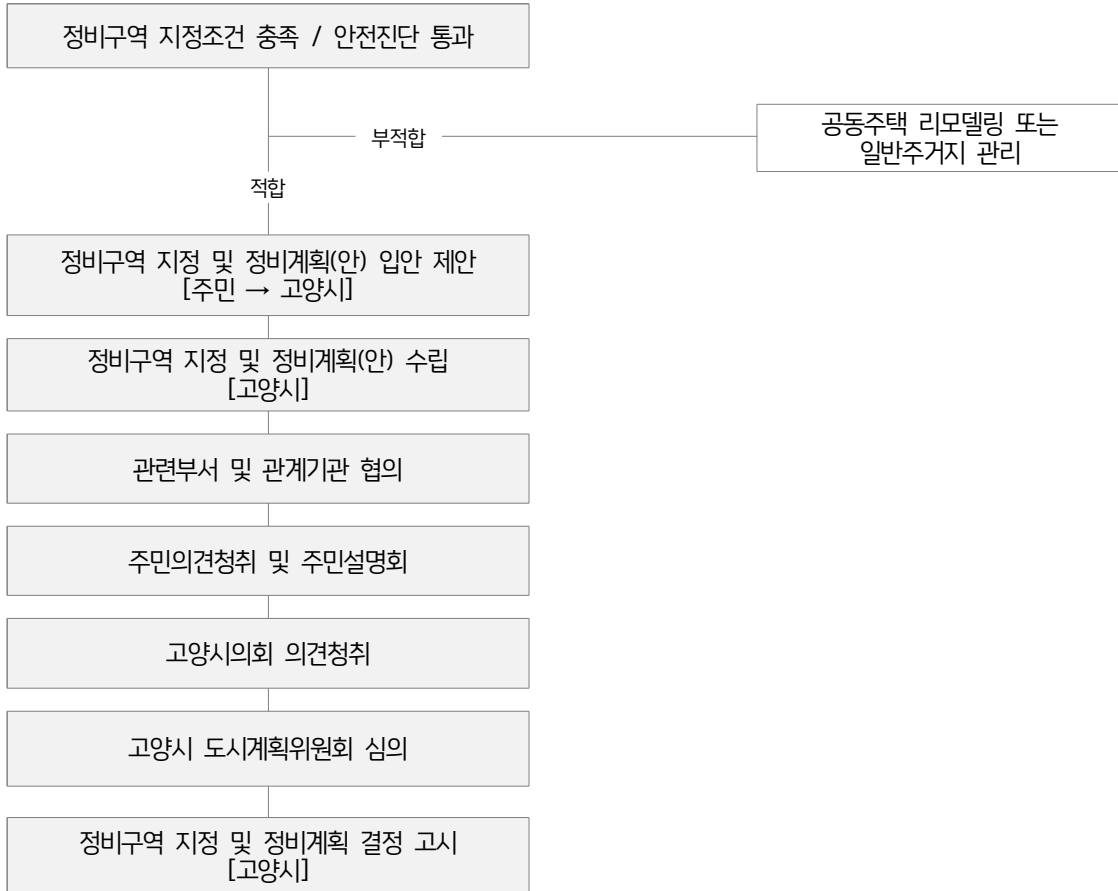 정비구역 지정조건 충족 / 안전진단 통과
부적합
공동주택 리모델링 또는
일반주거지 관리
적합
정비구역 지정 및 정비계획(안) 입안 제안
[주민 → 고양시]
정비구역 지정 및 정비계획(안) 수립
[고양시]
관련부서 및 관계기관 협의
주민의견청취 및 주민설명회
고양시의회 의견청취
고양시 도시계획위원회 심의
정비구역 지정 및 정비계획 결정 고시
[고양시]